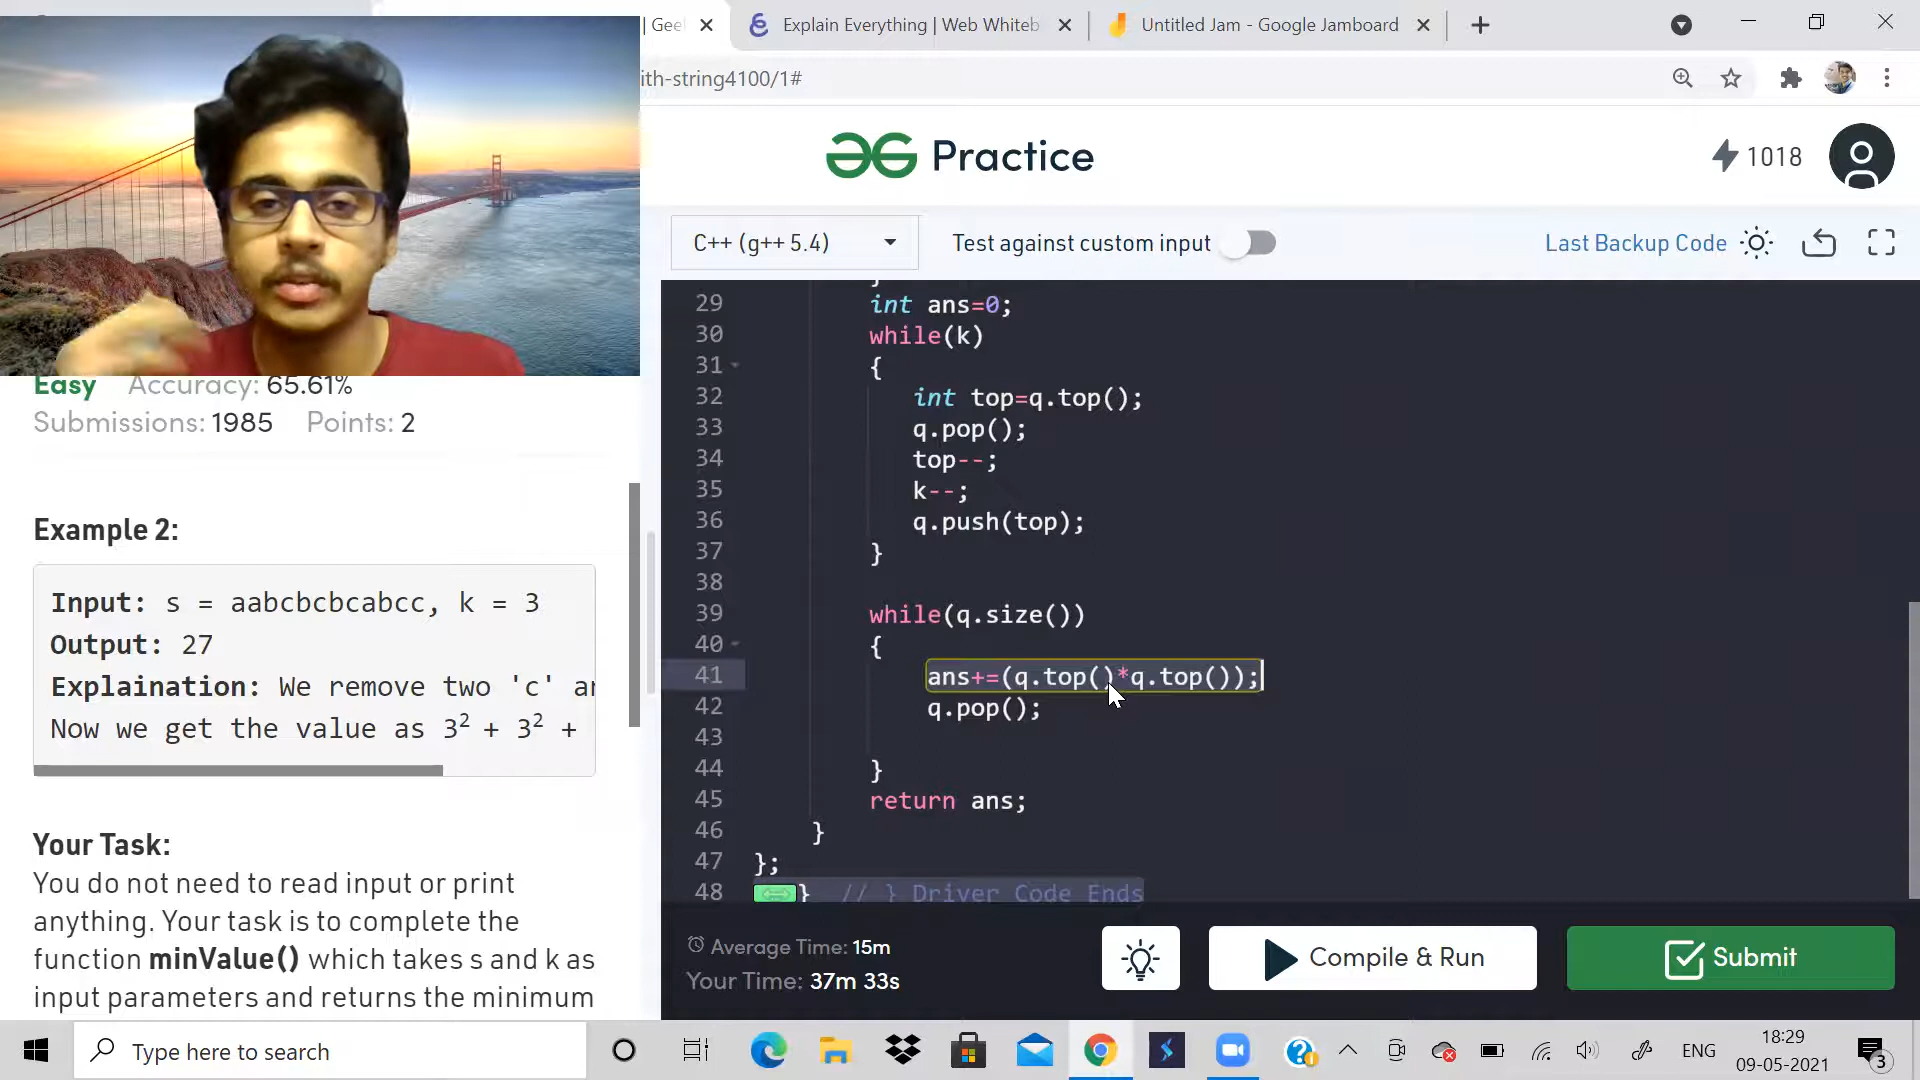 | Geel
Explain Everything | Web Whiteb
Untitled Jam - Google Jamboard
ith-string4100/1#
Practice
1018
C++ (g++ 5.4)
Test against custom input
Last Backup Code
Easy Accuracy: 65.61%
Submissions: 1985 Points: 2
Example 2:
Input: s = aabcbcbcabcc, k = 3
Output: 27
Explaination: We remove two 'c' an
Now we get the value as 3² + 3² +
Your Task:
You do not need to read input or print
anything. Your task is to complete the
function minValue() which takes s and k as
input parameters and returns the minimum
29 int ans=0;
30 while(k)
31 {
32 int top=q.top();
33 q.pop();
34 top--;
35 k--;
36 q.push(top);
37 }
38
39 while(q.size())
40 {
41 ans+=(q.top()*q.top());
42 q.pop();
43
44 }
45 return ans;
46 }
47 };
48 } // } Driver Code Ends
Average Time: 15m
Your Time: 37m 33s
Compile & Run
Submit
Type here to search
ENG
18:29
09-05-2021
3